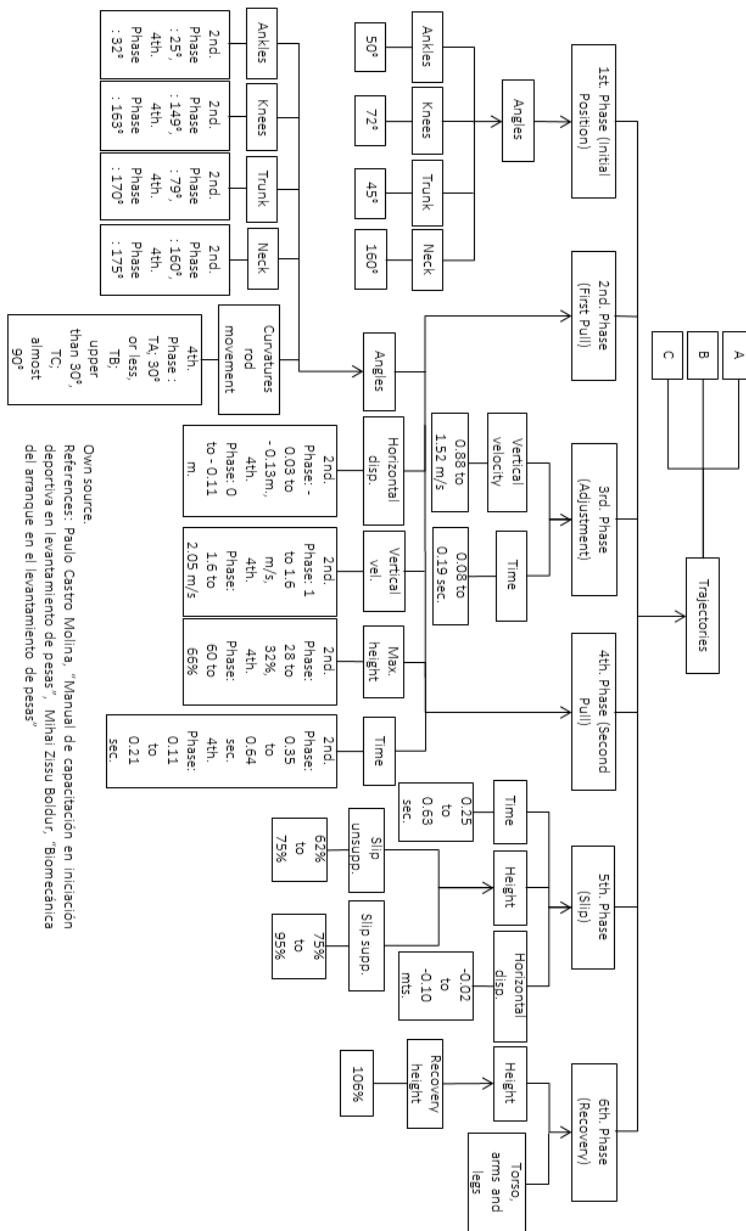 A
B
C
Trajectories
1st. Phase (Initial
Position)
2nd. Phase
(First Pull)
3rd. Phase
(Adjustment)
4th. Phase (Second
Pull)
5th. Phase
(Slip)
6th. Phase
(Recovery)
Angles
Ankles
Knees
Trunk
Neck
50°
72°
45°
160°
Vertical
velocity
Time
0.88 to
1.52 m/s
0.08 to
0.19 sec.
Time
Height
Horizontal
disp.
0.25
to
0.63
sec.
-0.02
to
-0.10
mts.
Slip
unsupp.
Slip supp.
62%
to
75%
75%
to
95%
Height
Torso,
arms and
legs
Recovery
height
106%
Angles
Horizontal
disp.
Vertical
vel.
Max.
height
Time
2nd.
Phase: -
0.03 to
- 0.13m.,
4th.
Phase: 0
to - 0.11
m.
2nd.
Phase: 1
to 1.6
m/s,
4th.
Phase:
1.6 to
2.05 m/s
2nd.
Phase:
28 to
32%,
4th.
Phase:
60 to
66%
2nd.
Phase:
0.35
to
0.64
sec.
4th.
Phase:
0.11
to
0.21
sec.
Ankles
Knees
Trunk
Neck
Curvatures
rod
movement
2nd.
Phase
: 25°,
4th.
Phase
: 32°
2nd.
Phase
: 149°,
4th.
Phase
: 163°
2nd.
Phase
: 79°,
4th.
Phase
: 170°
2nd.
Phase
: 160°,
4th.
Phase
: 175°
4th.
Phase :
TA; 30°
or less,
TB;
upper
than 30°,
TC;
almost
90°
Own source.
References: Paulo Castro Molina, "Manual de capacitación en iniciación
deportiva en levantamiento de pesas", Mihai Zissu Boldur, "Biomecánica
del arranque en el levantamiento de pesas"